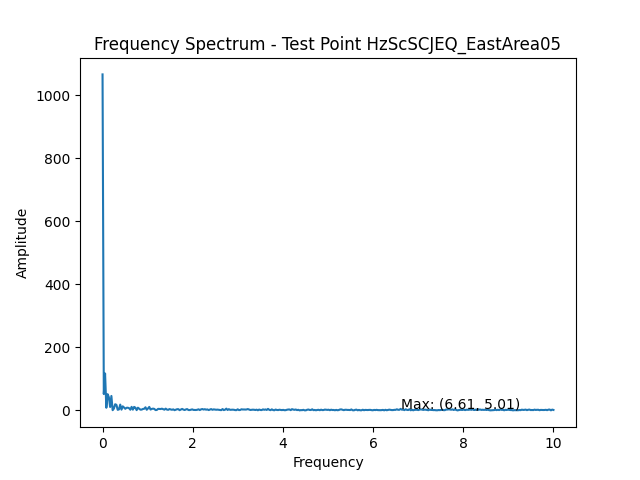 Frequency Spectrum - Test Point HzScSCJEQ_EastArea05
1000
800
600
400
200
0
Amplitude
Max: (6.61, 5.01)
0 2 4 6 8 10
Frequency